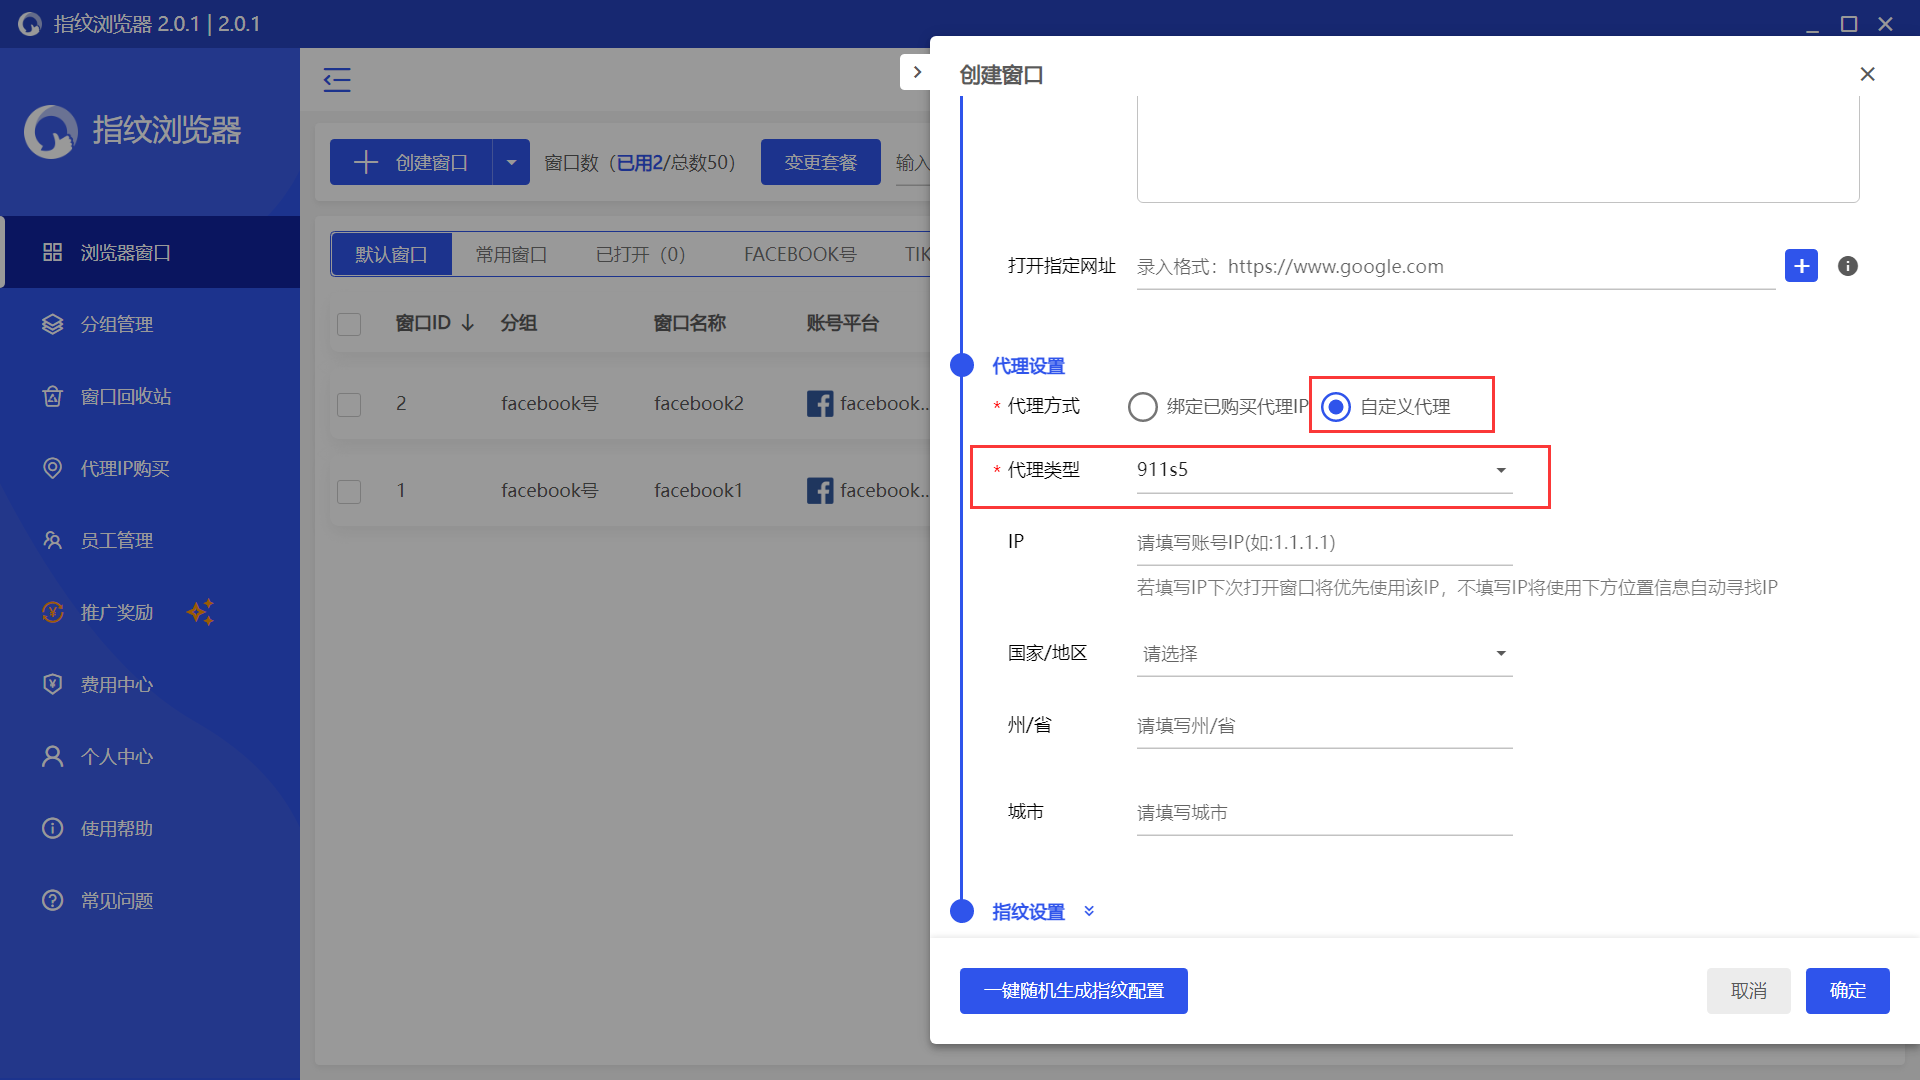 指纹浏览器 2.0.1 | 2.0.1
指纹浏览器
浏览器窗口
分组管理
窗口回收站
代理IP购买
员工管理
推广奖励
费用中心
个人中心
使用帮助
常见问题
创建窗口
窗口数（已用2/总数50）
变更套餐
输入
默认窗口
常用窗口
已打开（0）
FACEBOOK号
TIK
窗口ID
分组
窗口名称
账号平台
2
facebook号
facebook2
facebook...
1
facebook号
facebook1
facebook...
创建窗口
打开指定网址
录入格式：https://www.google.com
代理设置
* 代理方式
绑定已购买代理IP
自定义代理
* 代理类型
911s5
IP
请填写账号IP(如:1.1.1.1)
若填写IP下次打开窗口将优先使用该IP，不填写IP将使用下方位置信息自动寻找IP
国家/地区
请选择
州/省
请填写州/省
城市
请填写城市
指纹设置
一键随机生成指纹配置
取消
确定